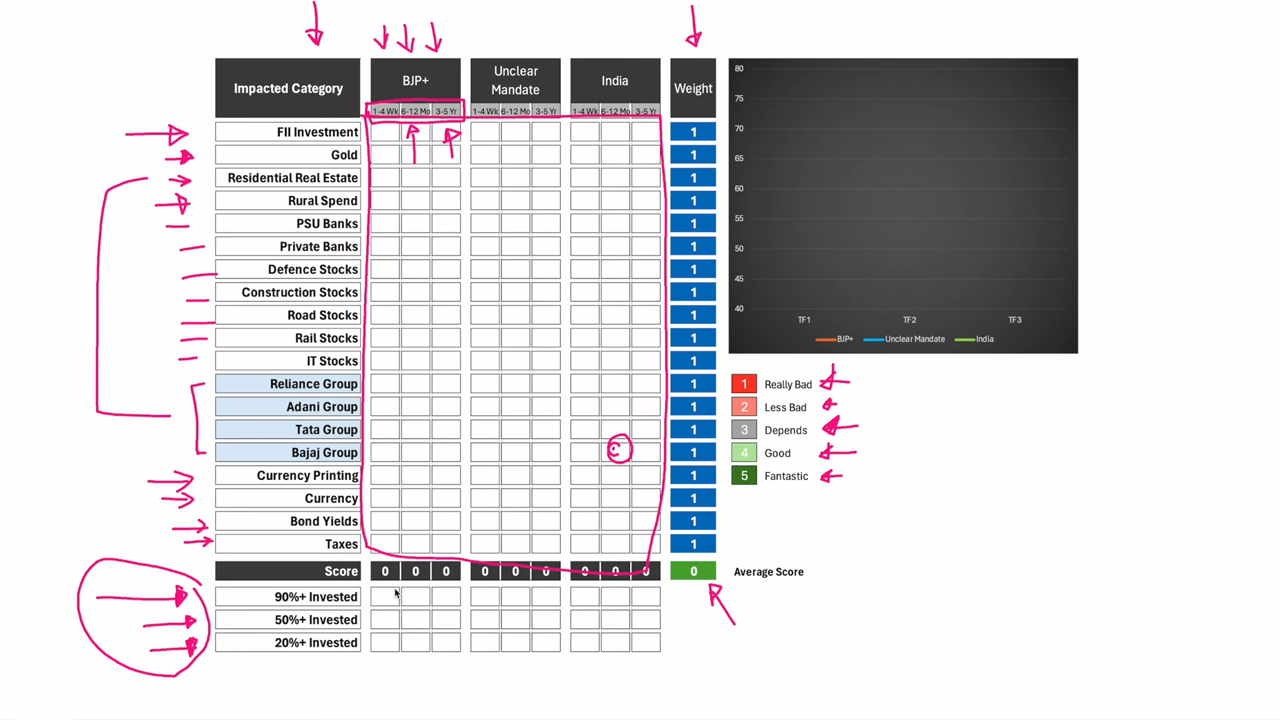 Impacted Category BJP+ Unclear Mandate India Weight
1-4 Wk 6-12 Mo 3-5 Yr 1-4 Wk 6-12 Mo 3-5 Yr 1-4 Wk 6-12 Mo 3-5 Yr
FII Investment 1
Gold 1
Residential Real Estate 1
Rural Spend 1
PSU Banks 1
Private Banks 1
Defence Stocks 1
Construction Stocks 1
Road Stocks 1
Rail Stocks 1
IT Stocks 1
Reliance Group 1
Adani Group 1
Tata Group 1
Bajaj Group 1
Currency Printing 1
Currency 1
Bond Yields 1
Taxes 1
Score 0 0 0 0 0 0 0 0 0 0 Average Score
90%+ Invested
50%+ Invested
20%+ Invested
80
75
70
65
60
55
50
45
40
TF1 TF2 TF3
BJP+ Unclear Mandate India
1 Really Bad
2 Less Bad
3 Depends
4 Good
5 Fantastic